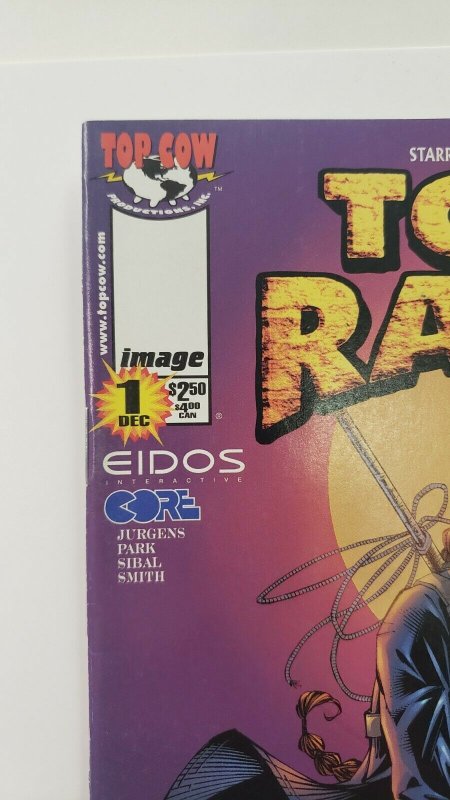 TOP COW
PRODUCTIONS, INC.
™
www.topcow.com
image
1
DEC
$2.50
$4.00
CAN
®
EIDOS
INTERACTIVE
CORE
JURGENS
PARK
SIBAL
SMITH
STARR
TO
RA